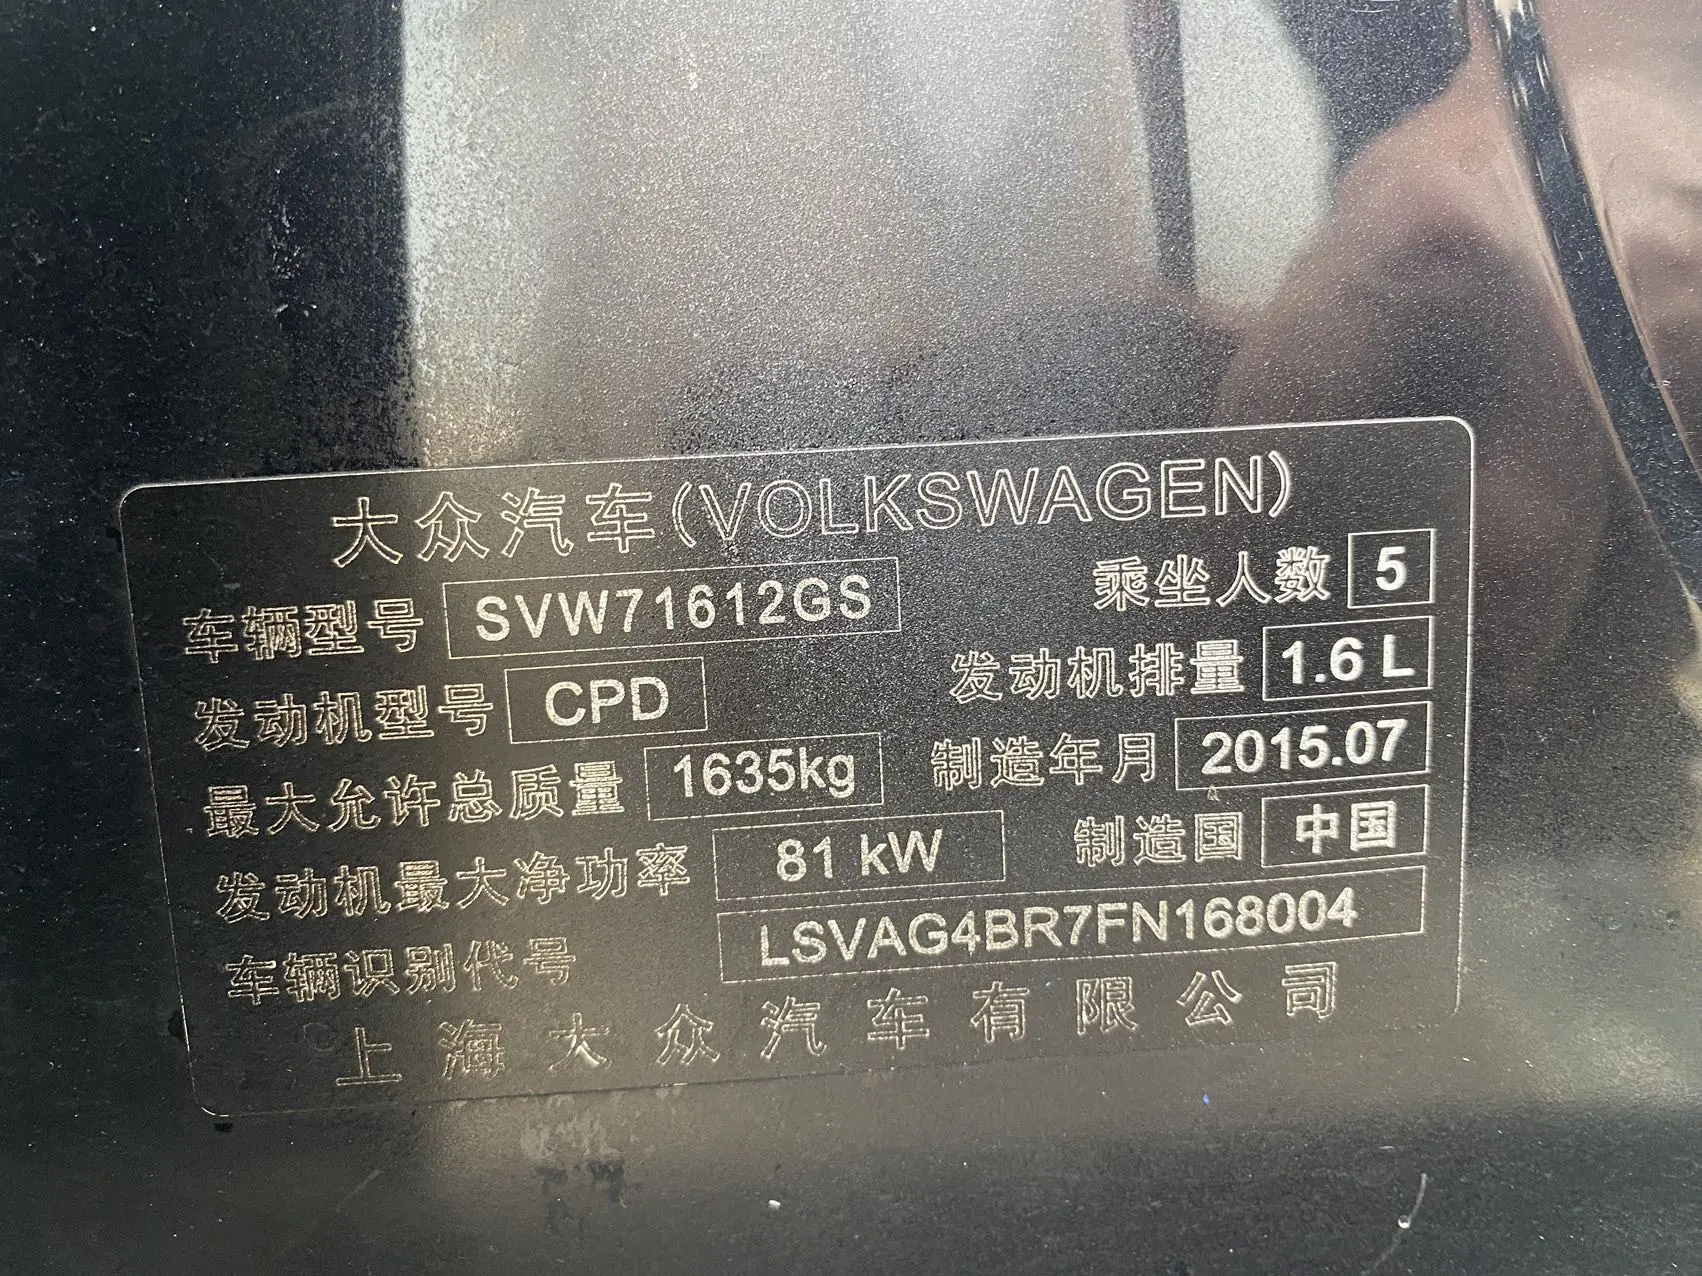 大众汽车(VOLKSWAGEN)
车辆型号 SVW71612GS 乘坐人数 5
发动机型号 CPD 发动机排量 1.6 L
最大允许总质量 1635kg 制造年月 2015.07
发动机最大净功率 81 kW 制造国 中国
车辆识别代号 LSVAG4BR7FN168004
上海大众汽车有限公司